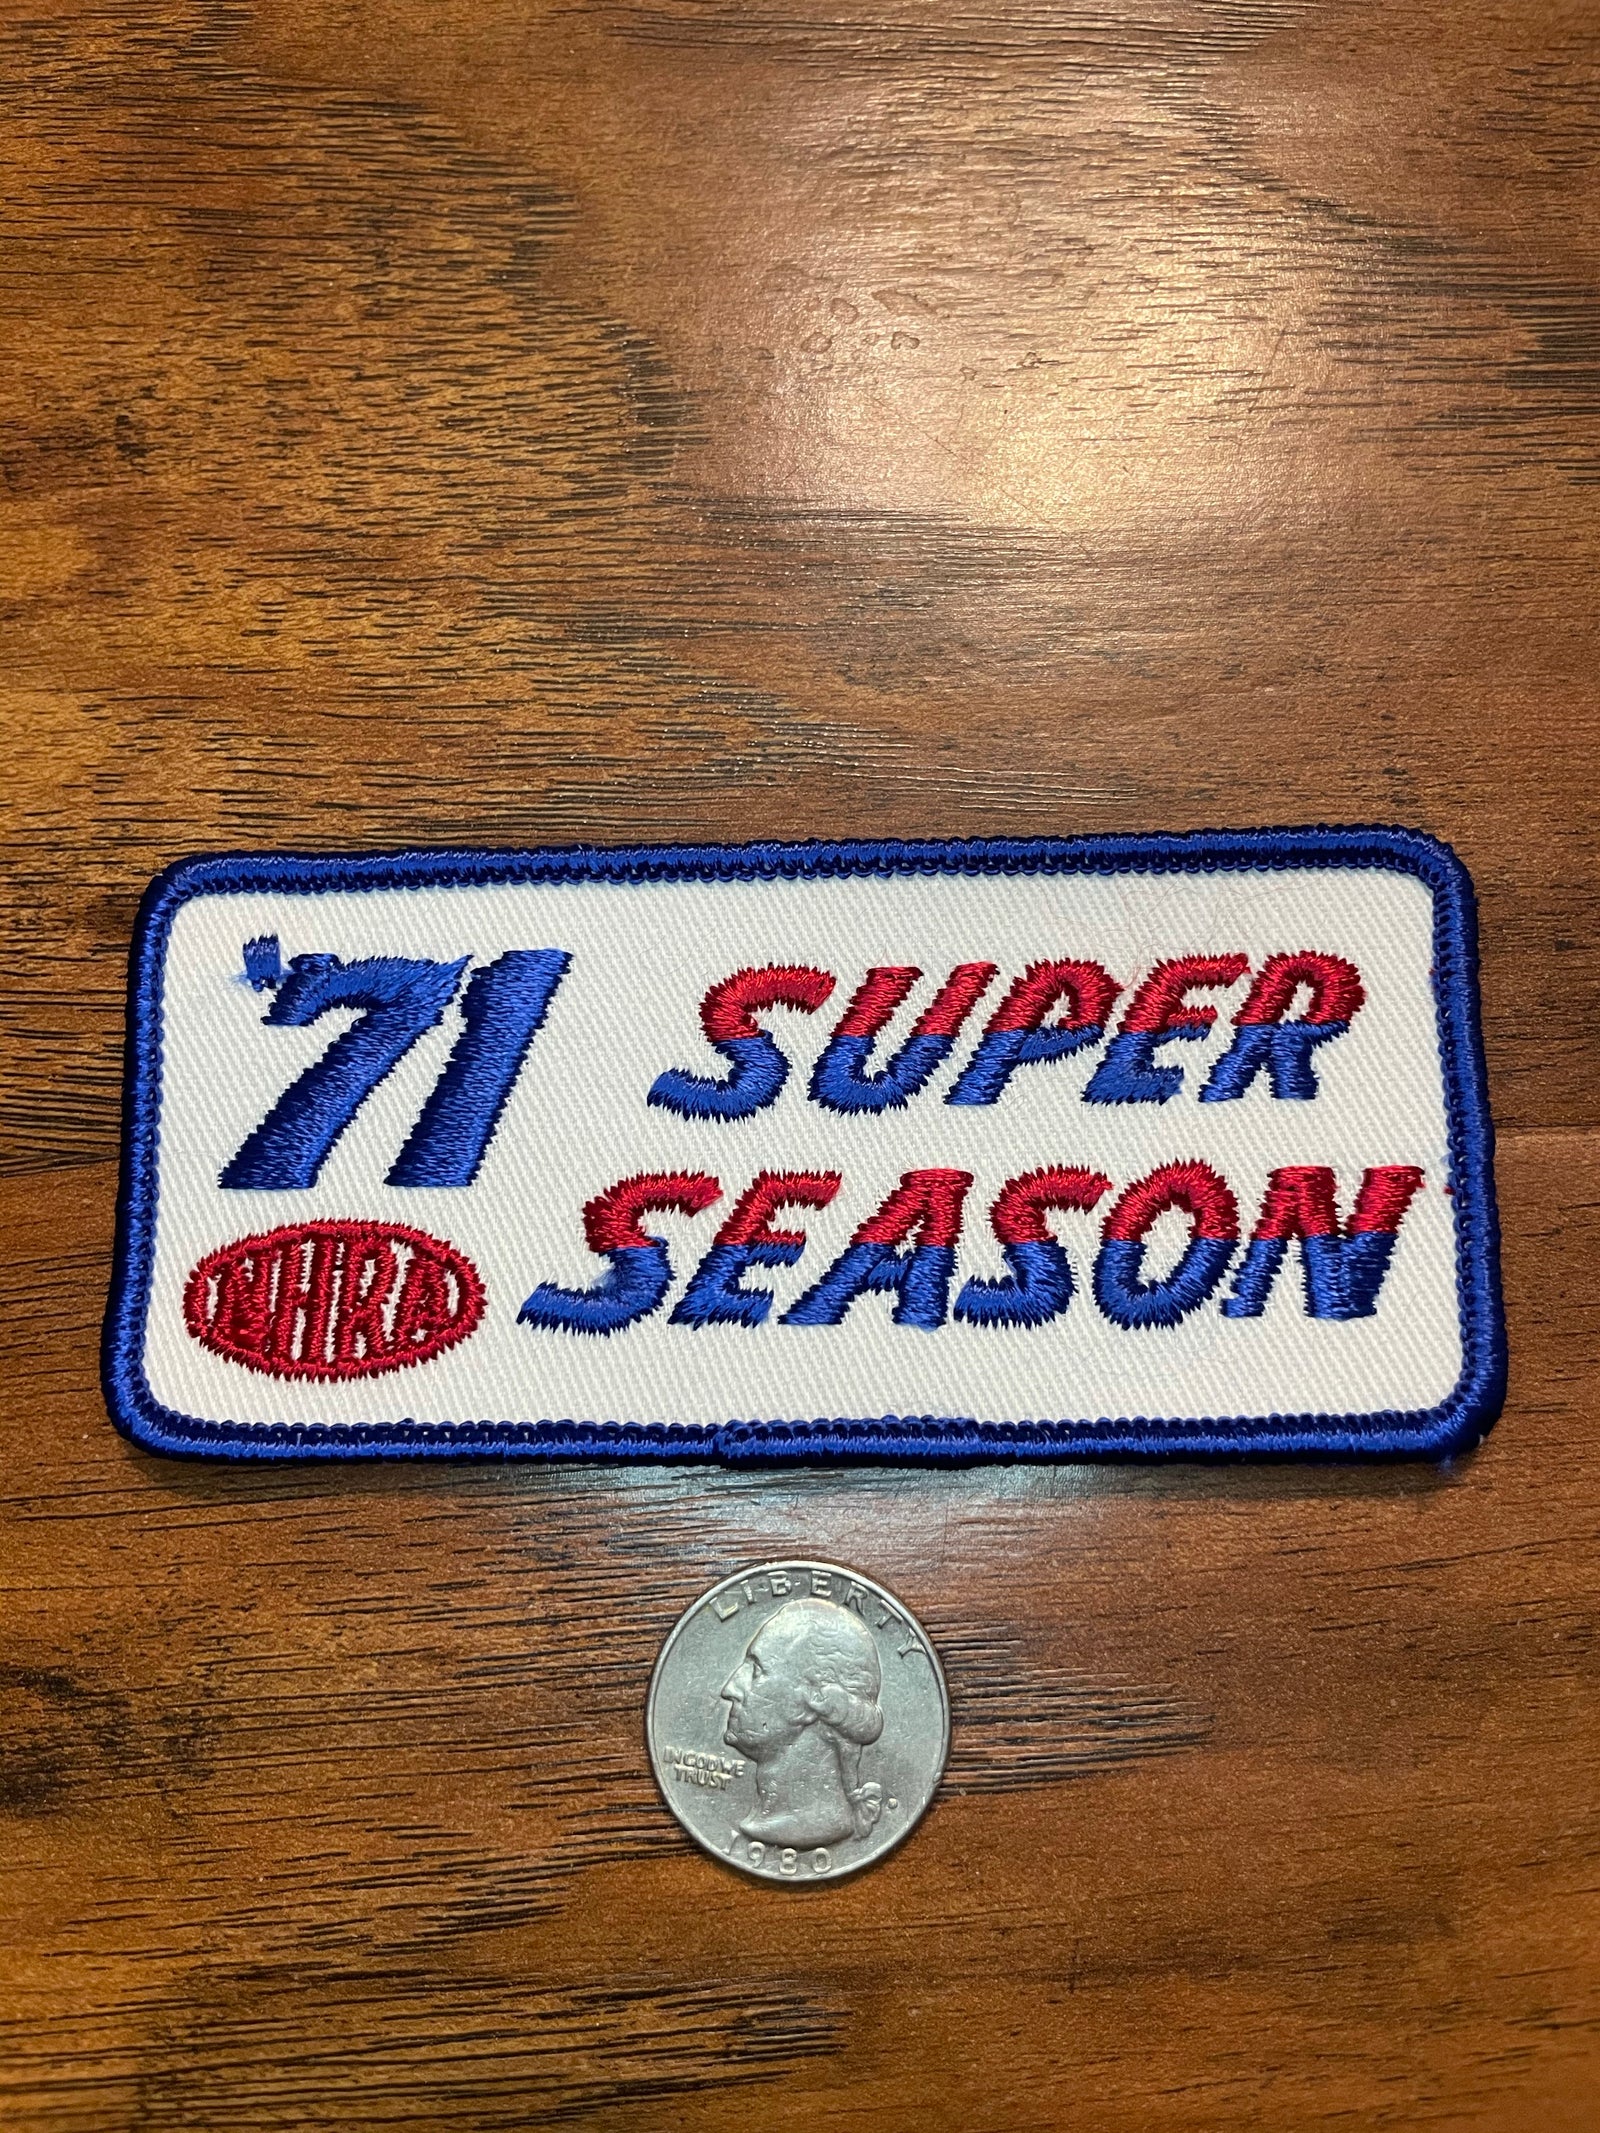 '71 SUPER
SEASON
NHRA
LIBERTY
IN GOD WE
TRUST
1980